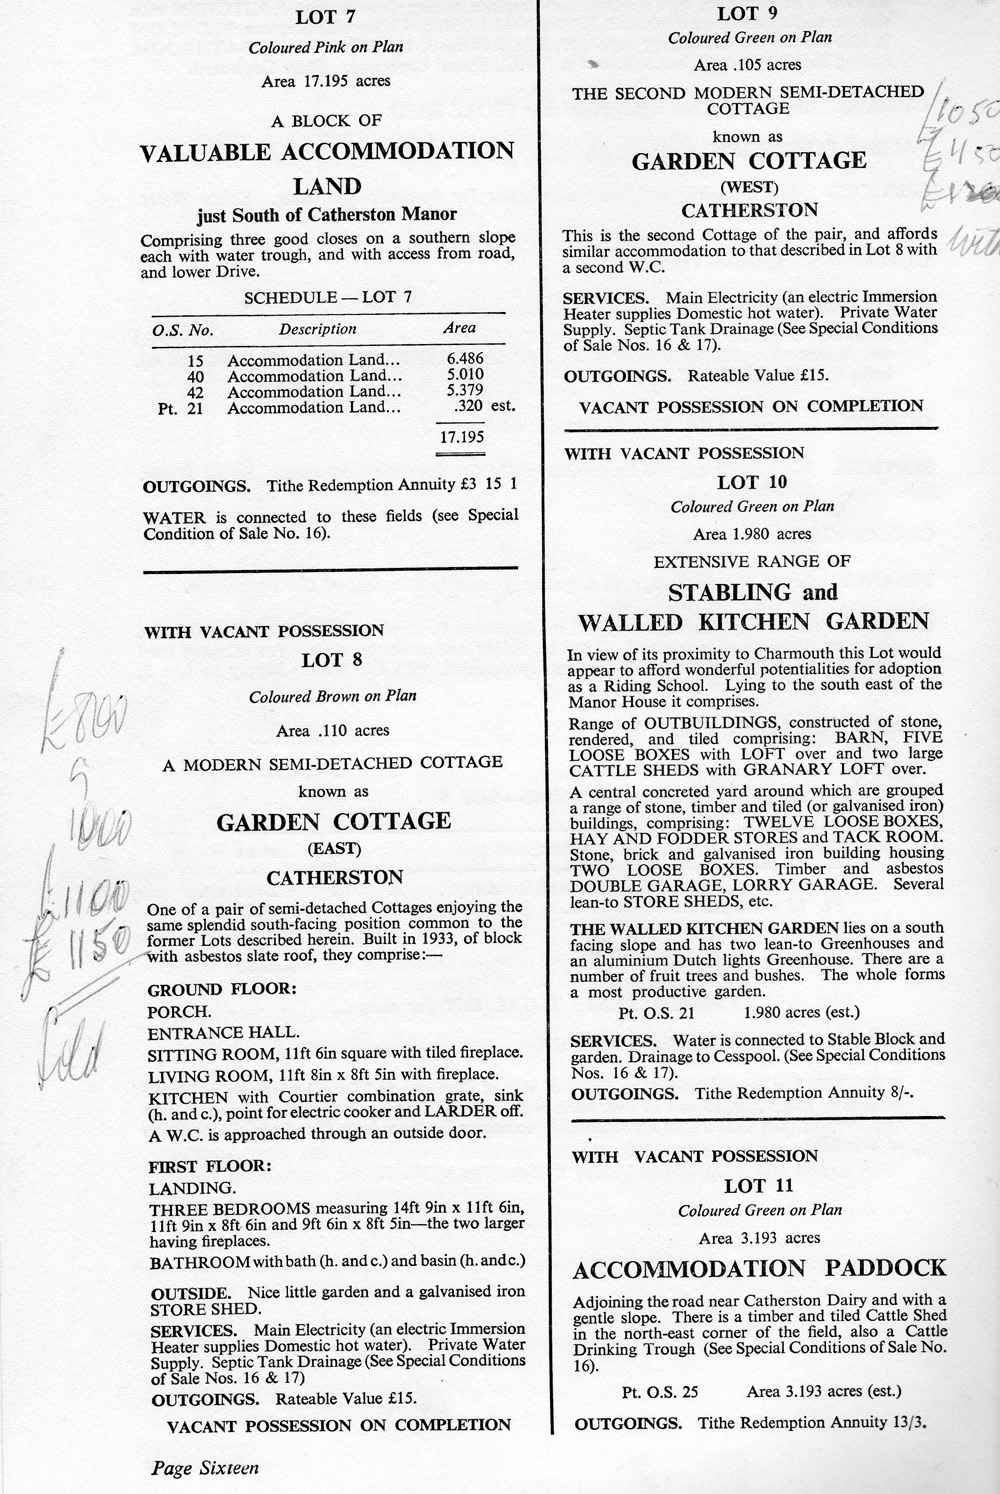 LOT 7
Coloured Pink on Plan
Area 17.195 acres
A BLOCK OF
VALUABLE ACCOMMODATION
LAND
just South of Catherston Manor
Comprising three good closes on a southern slope
each with water trough, and with access from road,
and lower Drive.
SCHEDULE — LOT 7
O.S. No. Description Area
15 Accommodation Land... 6.486
40 Accommodation Land... 5.010
42 Accommodation Land... 5.379
Pt. 21 Accommodation Land... .320 est.
17.195
OUTGOINGS. Tithe Redemption Annuity £3 15 1
WATER is connected to these fields (see Special
Condition of Sale No. 16).
WITH VACANT POSSESSION
LOT 8
Coloured Brown on Plan
Area .110 acres
A MODERN SEMI-DETACHED COTTAGE
known as
GARDEN COTTAGE
(EAST)
CATHERSTON
£800
1000
£1100
£1150
Sold
One of a pair of semi-detached Cottages enjoying the
same splendid south-facing position common to the
former Lots described herein. Built in 1933, of block
with asbestos slate roof, they comprise:—
GROUND FLOOR:
PORCH.
ENTRANCE HALL.
SITTING ROOM, 11ft 6in square with tiled fireplace.
LIVING ROOM, 11ft 8in x 8ft 5in with fireplace.
KITCHEN with Courtier combination grate, sink
(h. and c.), point for electric cooker and LARDER off.
A W.C. is approached through an outside door.
FIRST FLOOR:
LANDING.
THREE BEDROOMS measuring 14ft 9in x 11ft 6in,
11ft 9in x 8ft 6in and 9ft 6in x 8ft 5in—the two larger
having fireplaces.
BATHROOM with bath (h. and c.) and basin (h. and c.)
OUTSIDE. Nice little garden and a galvanised iron
STORE SHED.
SERVICES. Main Electricity (an electric Immersion
Heater supplies Domestic hot water). Private Water
Supply. Septic Tank Drainage (See Special Conditions
of Sale Nos. 16 & 17)
OUTGOINGS. Rateable Value £15.
VACANT POSSESSION ON COMPLETION
Page Sixteen
LOT 9
Coloured Green on Plan
Area .105 acres
THE SECOND MODERN SEMI-DETACHED
COTTAGE
known as
GARDEN COTTAGE
(WEST)
CATHERSTON
£1050
£1150
This is the second Cottage of the pair, and affords
similar accommodation to that described in Lot 8 with
a second W.C.
SERVICES. Main Electricity (an electric Immersion
Heater supplies Domestic hot water). Private Water
Supply. Septic Tank Drainage (See Special Conditions
of Sale Nos. 16 & 17).
OUTGOINGS. Rateable Value £15.
VACANT POSSESSION ON COMPLETION
WITH VACANT POSSESSION
LOT 10
Coloured Green on Plan
Area 1.980 acres
EXTENSIVE RANGE OF
STABLING and
WALLED KITCHEN GARDEN
In view of its proximity to Charmouth this Lot would
appear to afford wonderful potentialities for adoption
as a Riding School. Lying to the south east of the
Manor House it comprises.
Range of OUTBUILDINGS, constructed of stone,
rendered, and tiled comprising: BARN, FIVE
LOOSE BOXES with LOFT over and two large
CATTLE SHEDS with GRANARY LOFT over.
A central concreted yard around which are grouped
a range of stone, timber and tiled (or galvanised iron)
buildings, comprising: TWELVE LOOSE BOXES,
HAY AND FODDER STORES and TACK ROOM.
Stone, brick and galvanised iron building housing
TWO LOOSE BOXES. Timber and asbestos
DOUBLE GARAGE, LORRY GARAGE. Several
lean-to STORE SHEDS, etc.
THE WALLED KITCHEN GARDEN lies on a south
facing slope and has two lean-to Greenhouses and
an aluminium Dutch lights Greenhouse. There are a
number of fruit trees and bushes. The whole forms
a most productive garden.
Pt. O.S. 21 1.980 acres (est.)
SERVICES. Water is connected to Stable Block and
garden. Drainage to Cesspool. (See Special Conditions
Nos. 16 & 17).
OUTGOINGS. Tithe Redemption Annuity 8/-.
WITH VACANT POSSESSION
LOT 11
Coloured Green on Plan
Area 3.193 acres
ACCOMMODATION PADDOCK
Adjoining the road near Catherston Dairy and with a
gentle slope. There is a timber and tiled Cattle Shed
in the north-east corner of the field, also a Cattle
Drinking Trough (See Special Conditions of Sale No.
16).
Pt. O.S. 25 Area 3.193 acres (est.)
OUTGOINGS. Tithe Redemption Annuity 13/3.